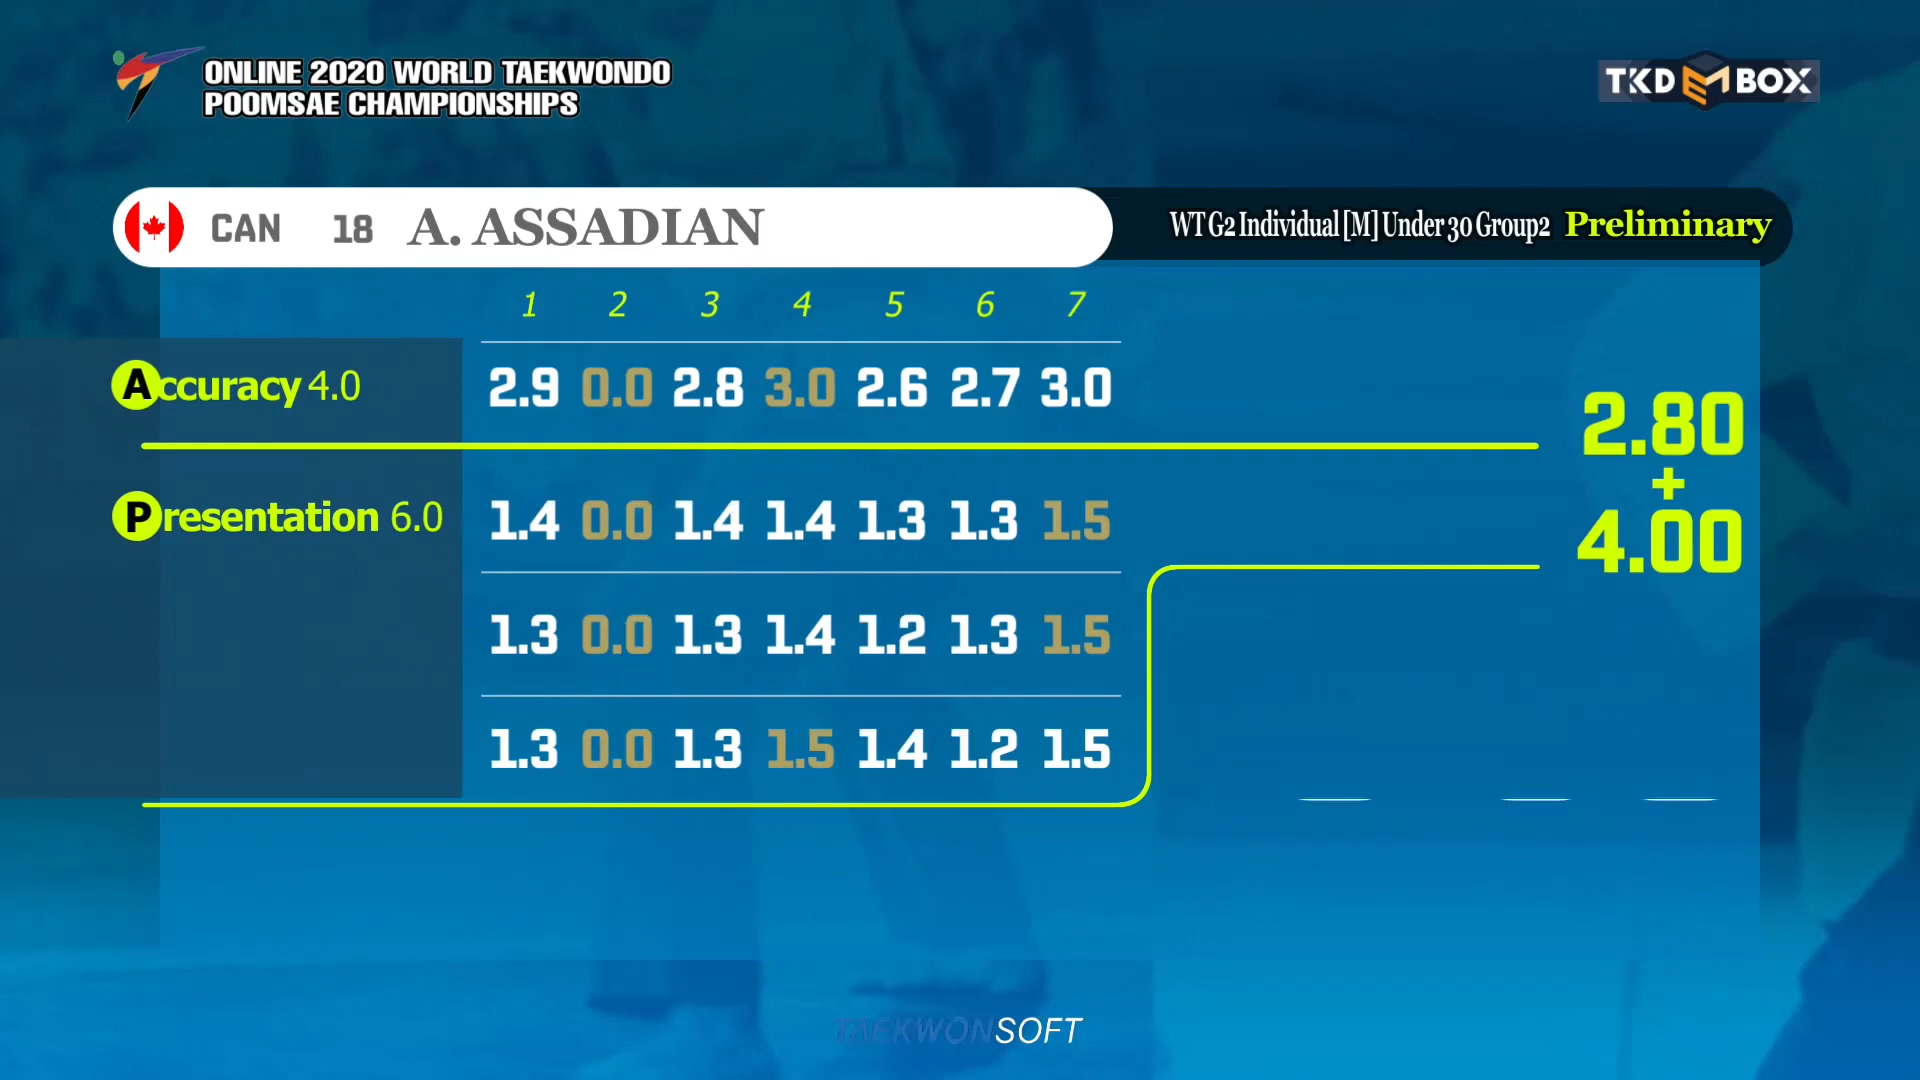 ONLINE 2020 WORLD TAEKWONDO
POOMSAE CHAMPIONSHIPS
TKD BOX
CAN 18 A. ASSADIAN
WT G2 Individual [M] Under 30 Group2 Preliminary
1 2 3 4 5 6 7
Accuracy 4.0 2.9 0.0 2.8 3.0 2.6 2.7 3.0
2.80
+
4.00
Presentation 6.0 1.4 0.0 1.4 1.4 1.3 1.3 1.5
1.3 0.0 1.3 1.4 1.2 1.3 1.5
1.3 0.0 1.3 1.5 1.4 1.2 1.5
TAEKWONSOFT